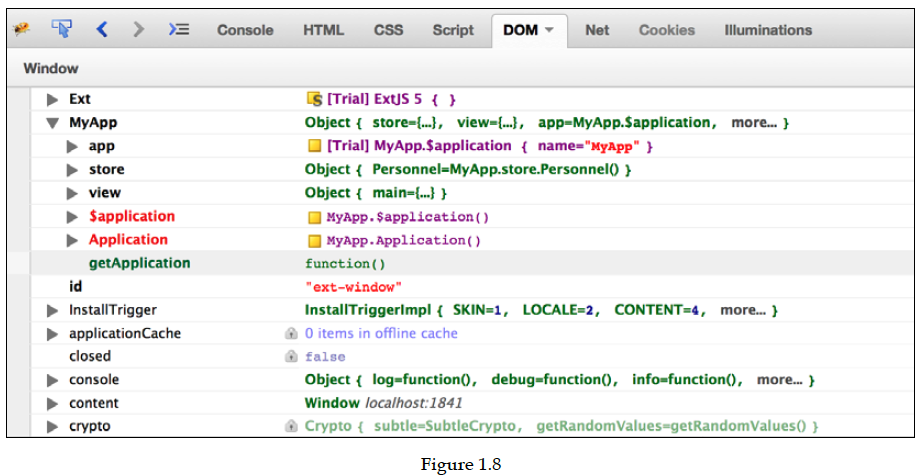 Console HTML CSS Script DOM Net Cookies Illuminations
Window
Ext [Trial] ExtJS 5 { }
MyApp Object { store={...}, view={...}, app=MyApp.$application, more... }
app [Trial] MyApp.$application { name="MyApp" }
store Object { Personnel=MyApp.store.Personnel() }
view Object { main={...} }
$application MyApp.$application()
Application MyApp.Application()
getApplication function()
id "ext-window"
InstallTrigger InstallTriggerImpl { SKIN=1, LOCALE=2, CONTENT=4, more... }
applicationCache 0 items in offline cache
closed false
console Object { log=function(), debug=function(), info=function(), more... }
content Window localhost:1841
crypto Crypto { subtle=SubtleCrypto, getRandomValues=getRandomValues() }
Figure 1.8